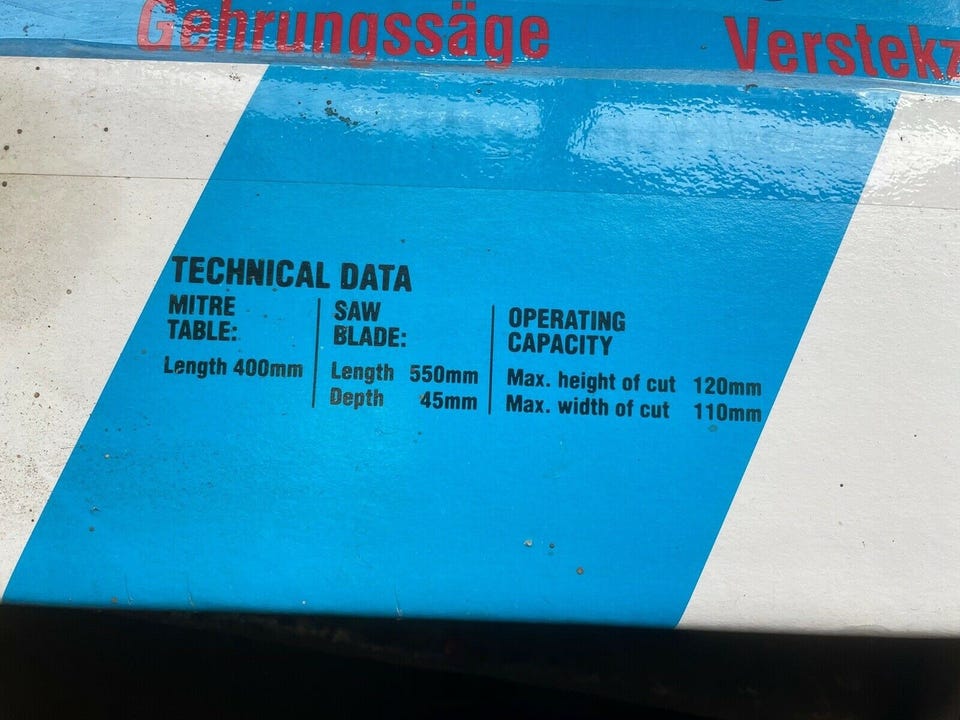 Gehrungssäge
TECHNICAL DATA
MITRE
TABLE:
Length 400mm
SAW
BLADE:
Length 550mm
Depth 45mm
OPERATING
CAPACITY
Max. height of cut 120mm
Max. width of cut 110mm